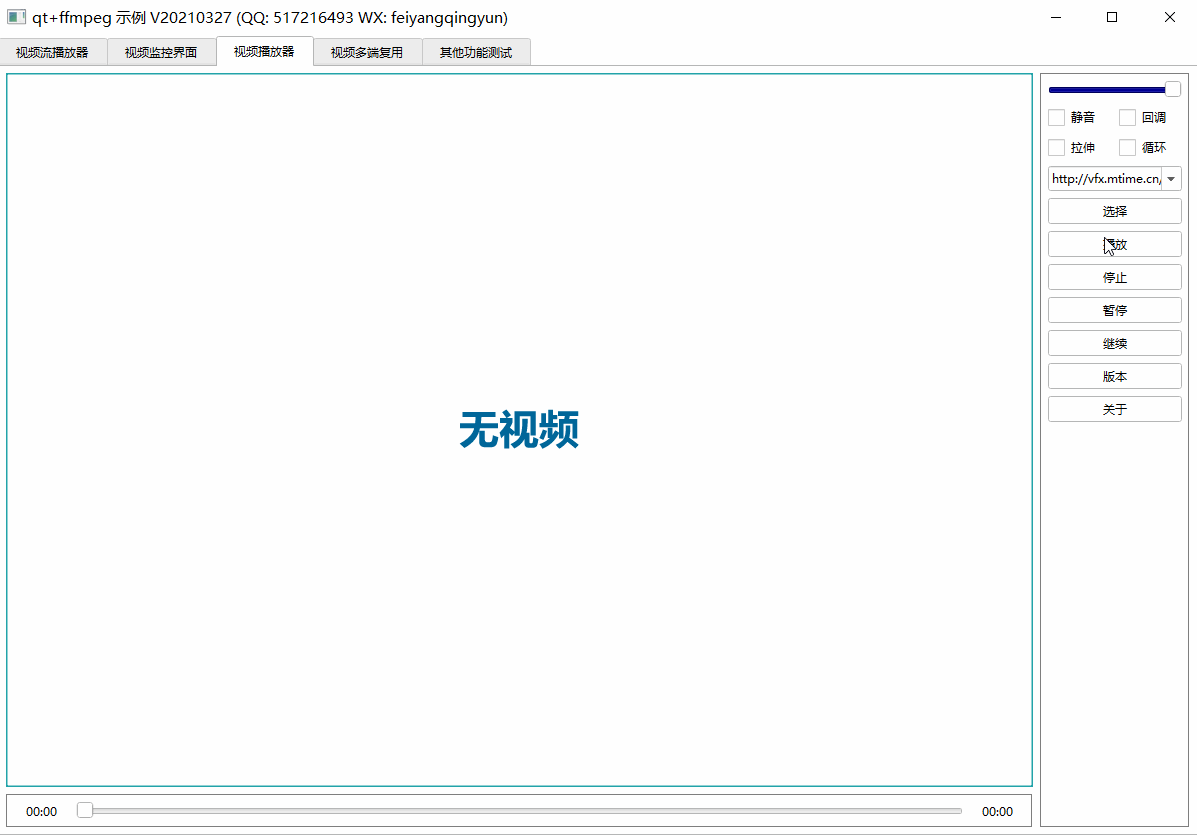 qt+ffmpeg 示例 V20210327 (QQ: 517216493 WX: feiyangqingyun)
视频流播放器 视频监控界面 视频播放器 视频多端复用 其他功能测试
静音 回调
拉伸 循环
http://vfx.mtime.cn/
选择
放
停止
暂停
继续
版本
关于
无视频
00:00 00:00